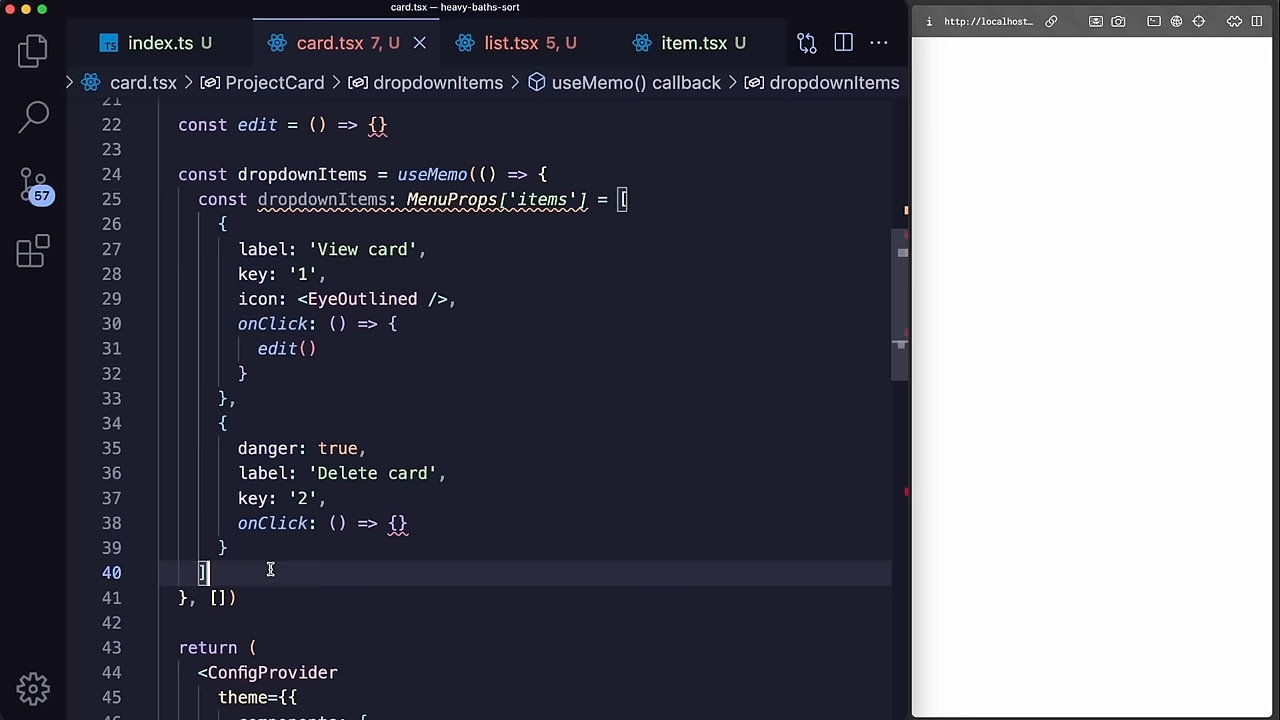 card.tsx — heavy-baths-sort
http://localhost...
TS index.ts U
card.tsx 7, U
list.tsx 5, U
item.tsx U
card.tsx > ProjectCard > dropdownItems > useMemo() callback > dropdownItems
57
21
22 const edit = () => {}
23
24 const dropdownItems = useMemo(() => {
25 const dropdownItems: MenuProps['items'] = [
26 {
27 label: 'View card',
28 key: '1',
29 icon: <EyeOutlined />,
30 onClick: () => {
31 edit()
32 }
33 },
34 {
35 danger: true,
36 label: 'Delete card',
37 key: '2',
38 onClick: () => {}
39 }
40 ]
41 }, [])
42
43 return (
44 <ConfigProvider
45 theme={{
46 components: {